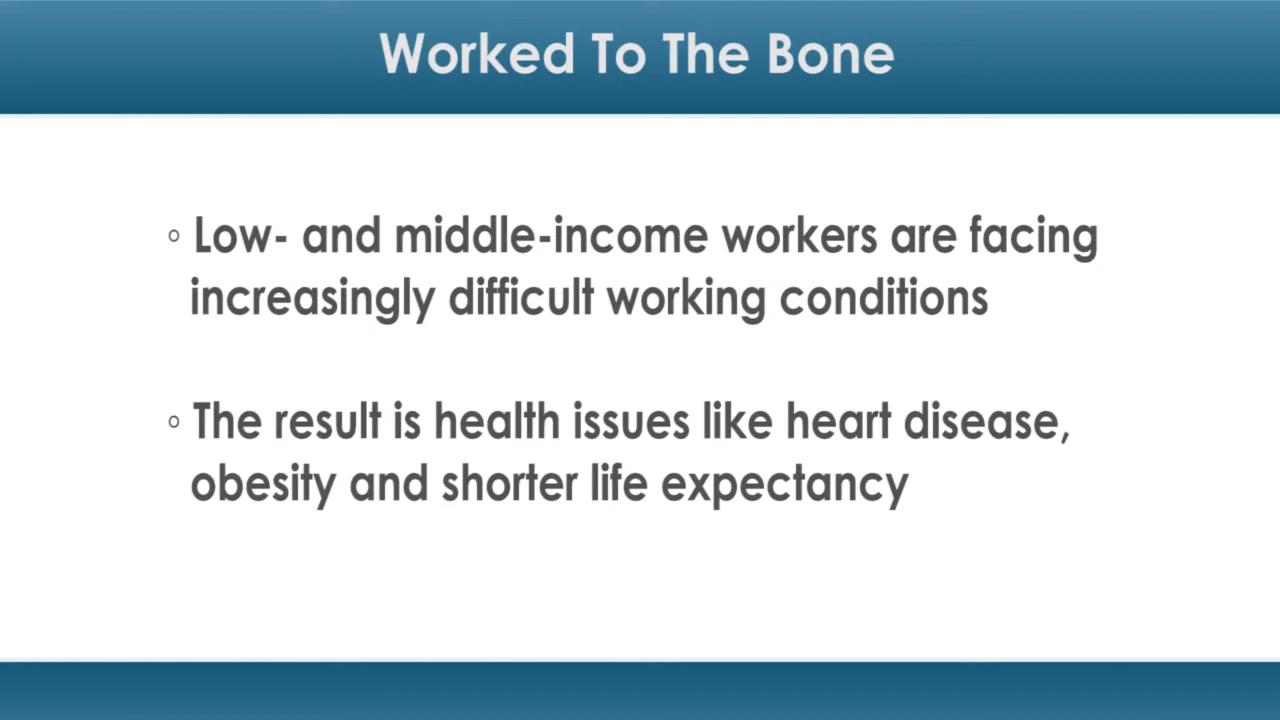 Worked To The Bone
◦ Low- and middle-income workers are facing
increasingly difficult working conditions
◦ The result is health issues like heart disease,
obesity and shorter life expectancy